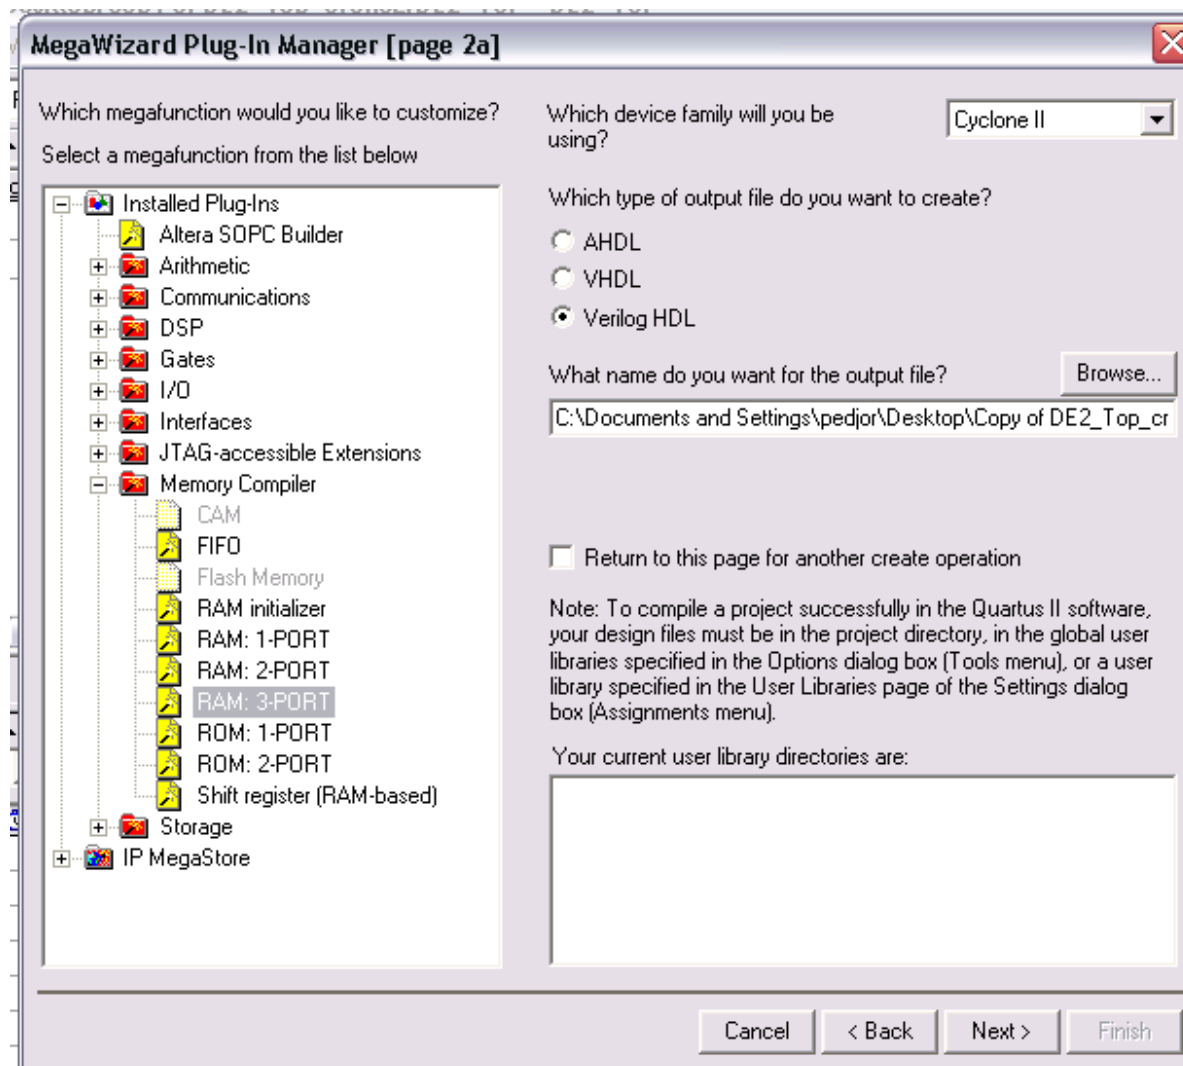 MegaWizard Plug-In Manager [page 2a]
Which megafunction would you like to customize?
Select a megafunction from the list below
Installed Plug-Ins
Altera SOPC Builder
Arithmetic
Communications
DSP
Gates
I/O
Interfaces
JTAG-accessible Extensions
Memory Compiler
CAM
FIFO
Flash Memory
RAM initializer
RAM: 1-PORT
RAM: 2-PORT
RAM: 3-PORT
ROM: 1-PORT
ROM: 2-PORT
Shift register (RAM-based)
Storage
IP MegaStore
Which device family will you be
using?
Cyclone II
Which type of output file do you want to create?
AHDL
VHDL
Verilog HDL
What name do you want for the output file?
Browse...
C:\Documents and Settings\pedjor\Desktop\Copy of DE2_Top_cr
Return to this page for another create operation
Note: To compile a project successfully in the Quartus II software,
your design files must be in the project directory, in the global user
libraries specified in the Options dialog box (Tools menu), or a user
library specified in the User Libraries page of the Settings dialog
box (Assignments menu).
Your current user library directories are:
Cancel
< Back
Next >
Finish